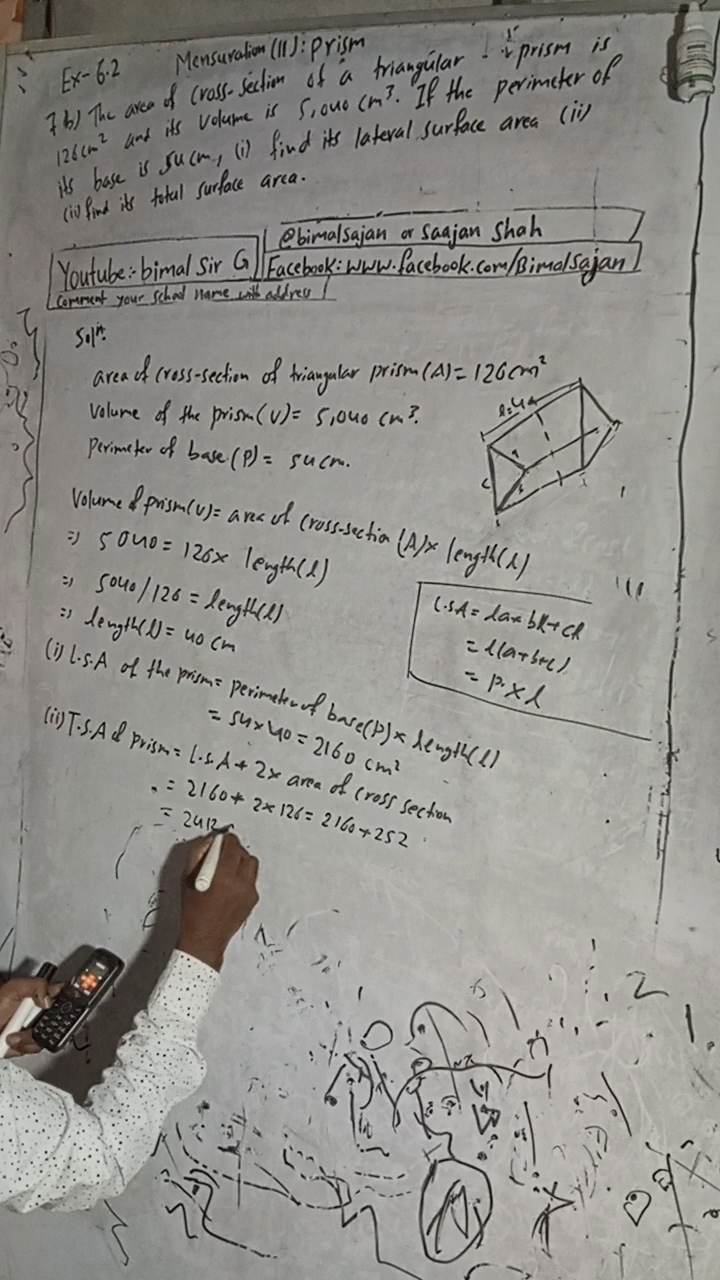 Ex-6.2 Mensuration (II): prism
7 b) The area of cross-section of a triangular prism is
126 cm² and its volume is 5,040 cm³. If the perimeter of
its base is 54 cm, (i) find its lateral surface area (ii)
(ii) find its total surface area.
@bimalsajan or Saajan Shah
Youtube:- bimal Sir G
Facebook: www.facebook.com/Bimalsajan
comment your school name with address
Solⁿ:
area of cross-section of triangular prism (A) = 126 cm²
Volume of the prism (V) = 5,040 cm³.
Perimeter of base (P) = 54 cm.
Volume of prism (V) = area of cross-section (A) × length (l)
=> 5040 = 126 × length (l)
=> 5040/126 = length (l)
=> length (l) = 40 cm
L.S.A = la + bl + cl
= l(a+b+c)
= P × l
(i) L.S.A of the prism = perimeter of base (P) × length (l)
= 54 × 40 = 2160 cm²
(ii) T.S.A of prism = L.S.A + 2 × area of cross section
= 2160 + 2 × 126 = 2160 + 252
= 2412